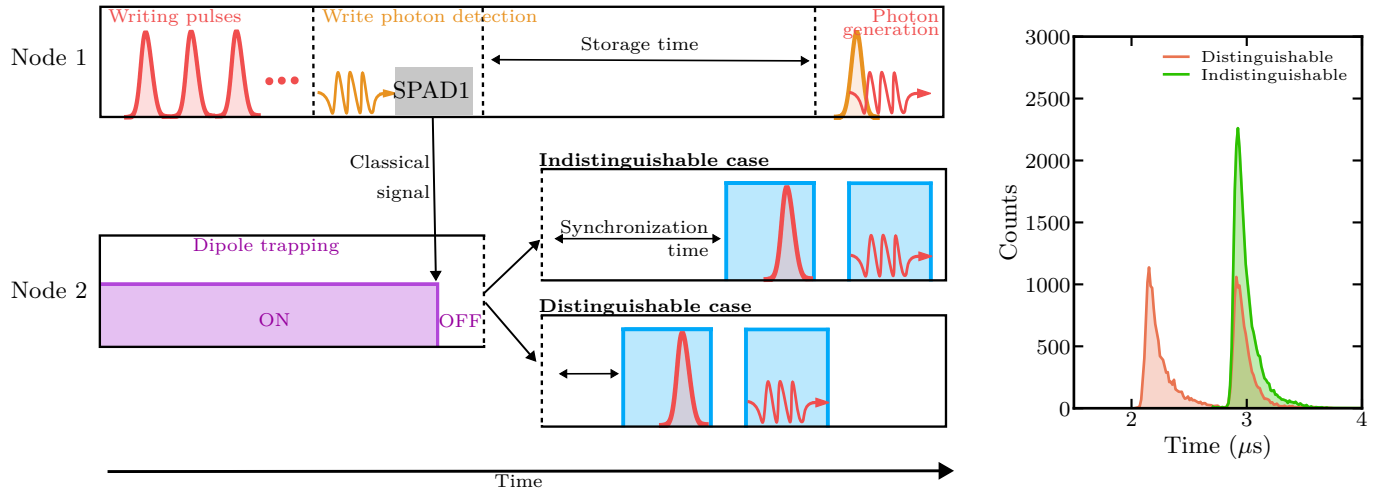 Writing pulses
Write photon detection
Photon
generation
Node 1
Storage time
SPAD1
Classical
signal
Indistinguishable case
Synchronization
time
Dipole trapping
Node 2
ON
OFF
Distinguishable case
Time
3000
2500
2000
1500
1000
500
0
Counts
Distinguishable
Indistinguishable
2
3
4
Time (μs)